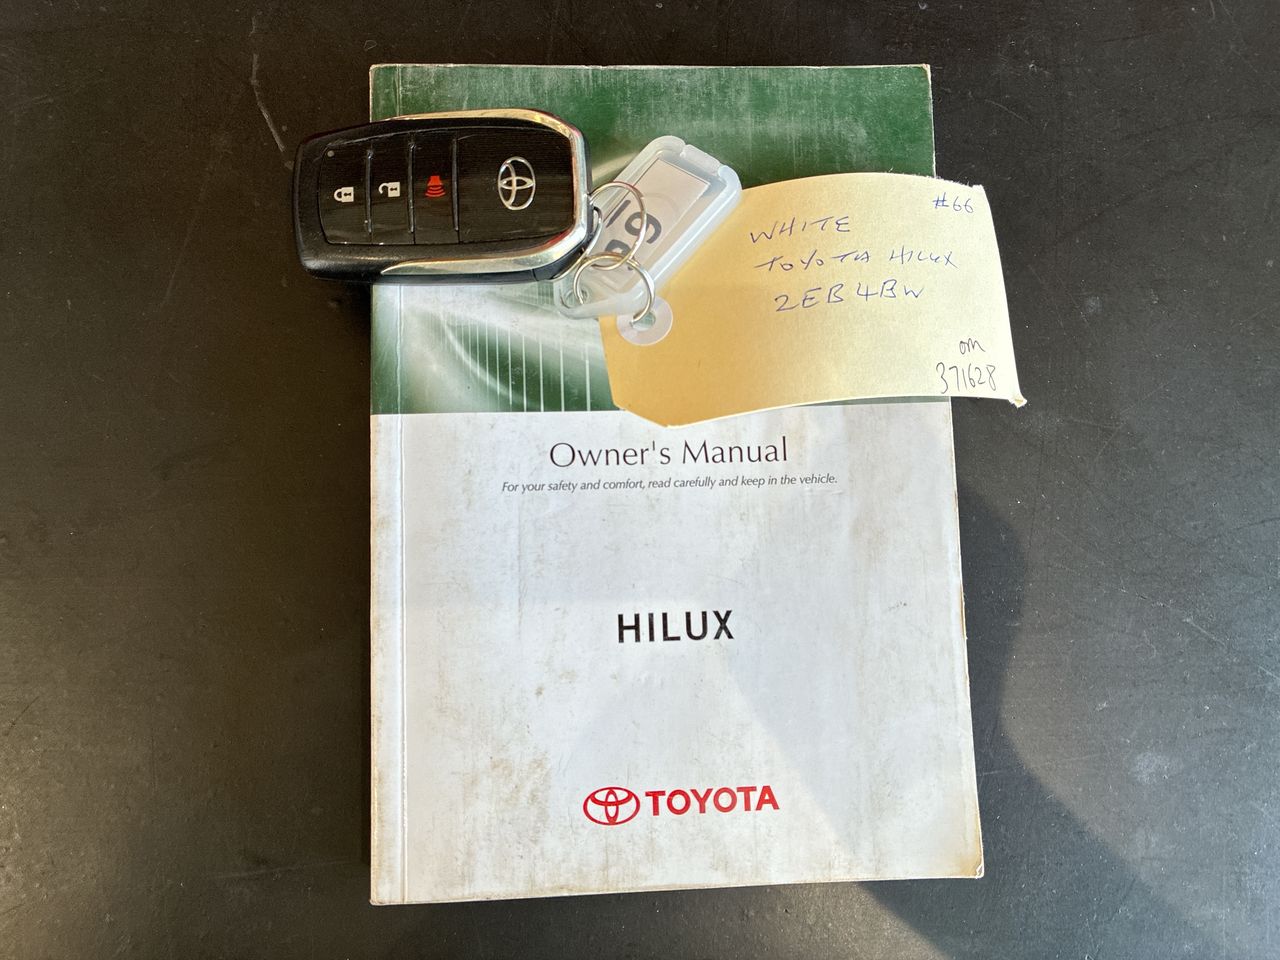 #66
WHITE
TOYOTA HILUX
2EB4BW
om
371628
Owner's Manual
For your safety and comfort, read carefully and keep in the vehicle.
HILUX
TOYOTA